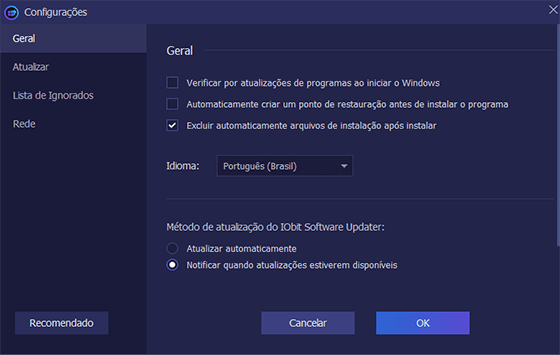 Configurações
Geral
Atualizar
Lista de Ignorados
Rede
Geral
Verificar por atualizações de programas ao iniciar o Windows
Automaticamente criar um ponto de restauração antes de instalar o programa
Excluir automaticamente arquivos de instalação após instalar
Idioma: Português (Brasil)
Método de atualização do IObit Software Updater:
Atualizar automaticamente
Notificar quando atualizações estiverem disponíveis
Recomendado Cancelar OK